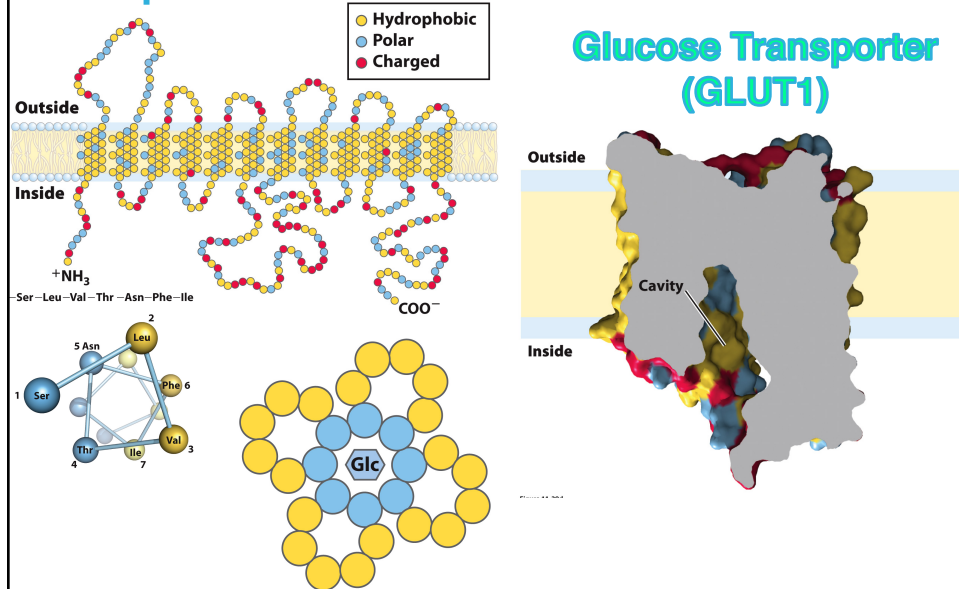 Hydrophobic
Polar
Charged
Glucose Transporter
(GLUT1)
Outside
Inside
+NH3
COO−
–Ser–Leu–Val–Thr–Asn–Phe–Ile
2
Leu
5 Asn
Phe 6
1 Ser
Val
Thr
Ile
3
4
7
Glc
Outside
Cavity
Inside